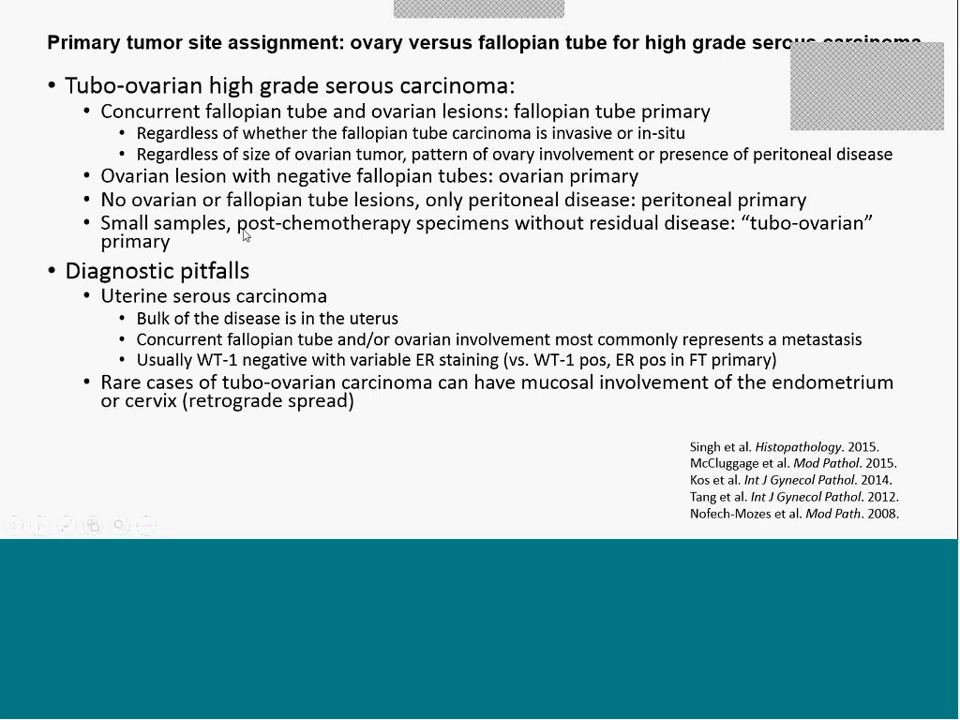 Primary tumor site assignment: ovary versus fallopian tube for high grade serous carcinoma
• Tubo-ovarian high grade serous carcinoma:
• Concurrent fallopian tube and ovarian lesions: fallopian tube primary
• Regardless of whether the fallopian tube carcinoma is invasive or in-situ
• Regardless of size of ovarian tumor, pattern of ovary involvement or presence of peritoneal disease
• Ovarian lesion with negative fallopian tubes: ovarian primary
• No ovarian or fallopian tube lesions, only peritoneal disease: peritoneal primary
• Small samples, post-chemotherapy specimens without residual disease: “tubo-ovarian”
primary
• Diagnostic pitfalls
• Uterine serous carcinoma
• Bulk of the disease is in the uterus
• Concurrent fallopian tube and/or ovarian involvement most commonly represents a metastasis
• Usually WT-1 negative with variable ER staining (vs. WT-1 pos, ER pos in FT primary)
• Rare cases of tubo-ovarian carcinoma can have mucosal involvement of the endometrium
or cervix (retrograde spread)
Singh et al. Histopathology. 2015.
McCluggage et al. Mod Pathol. 2015.
Kos et al. Int J Gynecol Pathol. 2014.
Tang et al. Int J Gynecol Pathol. 2012.
Nofech-Mozes et al. Mod Path. 2008.